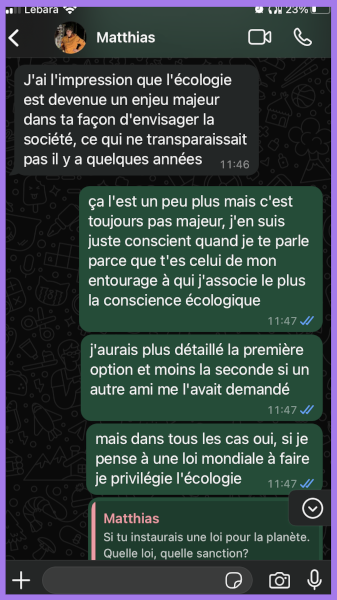 Lebara
23%
Matthias
J'ai l'impression que l'écologie
est devenue un enjeu majeur
dans ta façon d'envisager la
société, ce qui ne transparaissait
pas il y a quelques années
11:46
ça l'est un peu plus mais c'est
toujours pas majeur, j'en suis
juste conscient quand je te parle
parce que t'es celui de mon
entourage à qui j'associe le plus
la conscience écologique
11:47
j'aurais plus détaillé la première
option et moins la seconde si un
autre ami me l'avait demandé
11:47
mais dans tous les cas oui, si je
pense à une loi mondiale à faire
je privilégie l'écologie
11:47
Matthias
Si tu instaurais une loi pour la planète.
Quelle loi, quelle sanction?